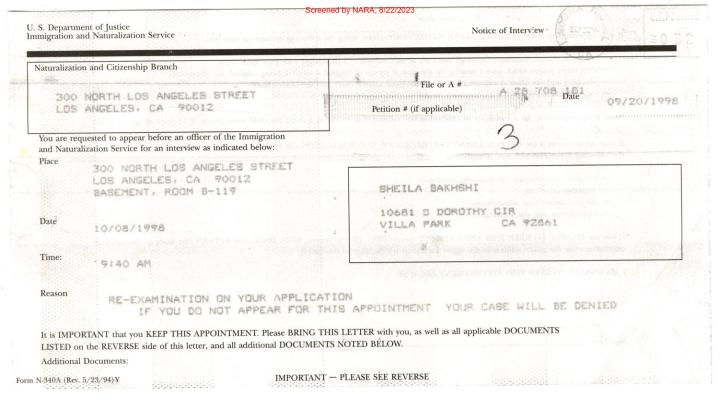 Screened by NARA, 8/22/2023
U. S. Department of Justice
Immigration and Naturalization Service
Notice of Interview
Naturalization and Citizenship Branch
300 NORTH LOS ANGELES STREET
LOS ANGELES, CA 90012
File or A #
A 28 708 181
Date
09/20/1998
Petition # (if applicable)
3
You are requested to appear before an officer of the Immigration
and Naturalization Service for an interview as indicated below:
Place
300 NORTH LOS ANGELES STREET
LOS ANGELES, CA 90012
BASEMENT, ROOM B-119
SHEILA BAKHSHI
10681 S DOROTHY CIR
VILLA PARK CA 92861
Date
10/08/1998
Time:
9:40 AM
Reason
RE-EXAMINATION ON YOUR APPLICATION
IF YOU DO NOT APPEAR FOR THIS APPOINTMENT YOUR CASE WILL BE DENIED
It is IMPORTANT that you KEEP THIS APPOINTMENT. Please BRING THIS LETTER with you, as well as all applicable DOCUMENTS
LISTED on the REVERSE side of this letter, and all additional DOCUMENTS NOTED BELOW.
Additional Documents:
Form N-340A (Rev. 5/23/94)Y
IMPORTANT — PLEASE SEE REVERSE